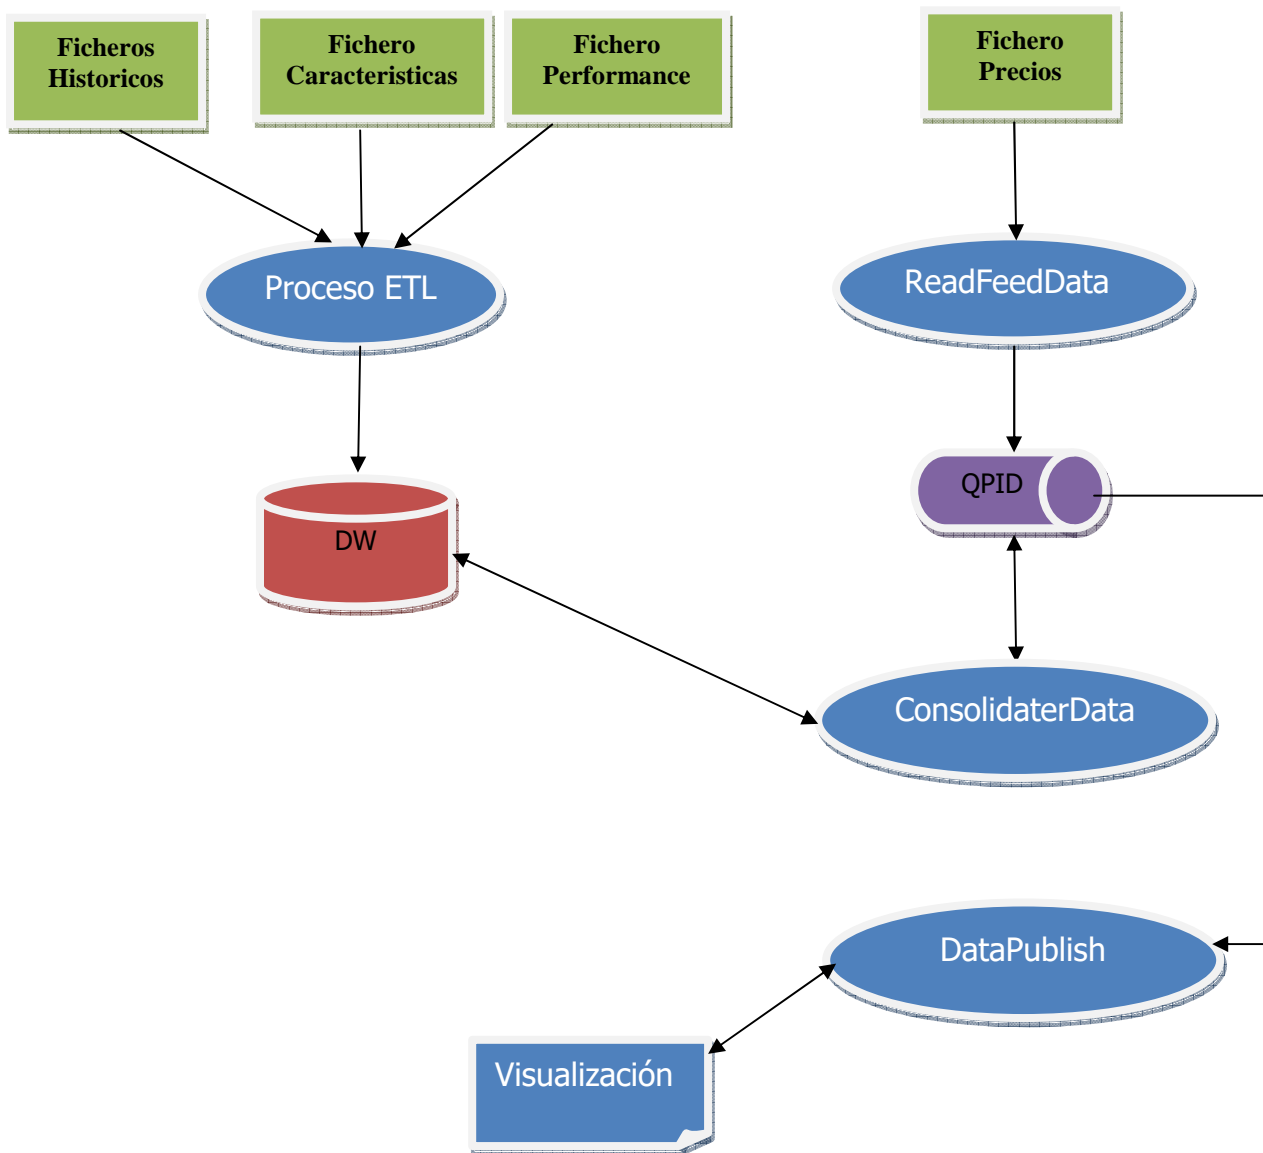 Ficheros
Historicos
Fichero
Caracteristicas
Fichero
Performance
Fichero
Precios
Proceso ETL
ReadFeedData
QPID
DW
ConsolidaterData
DataPublish
Visualización